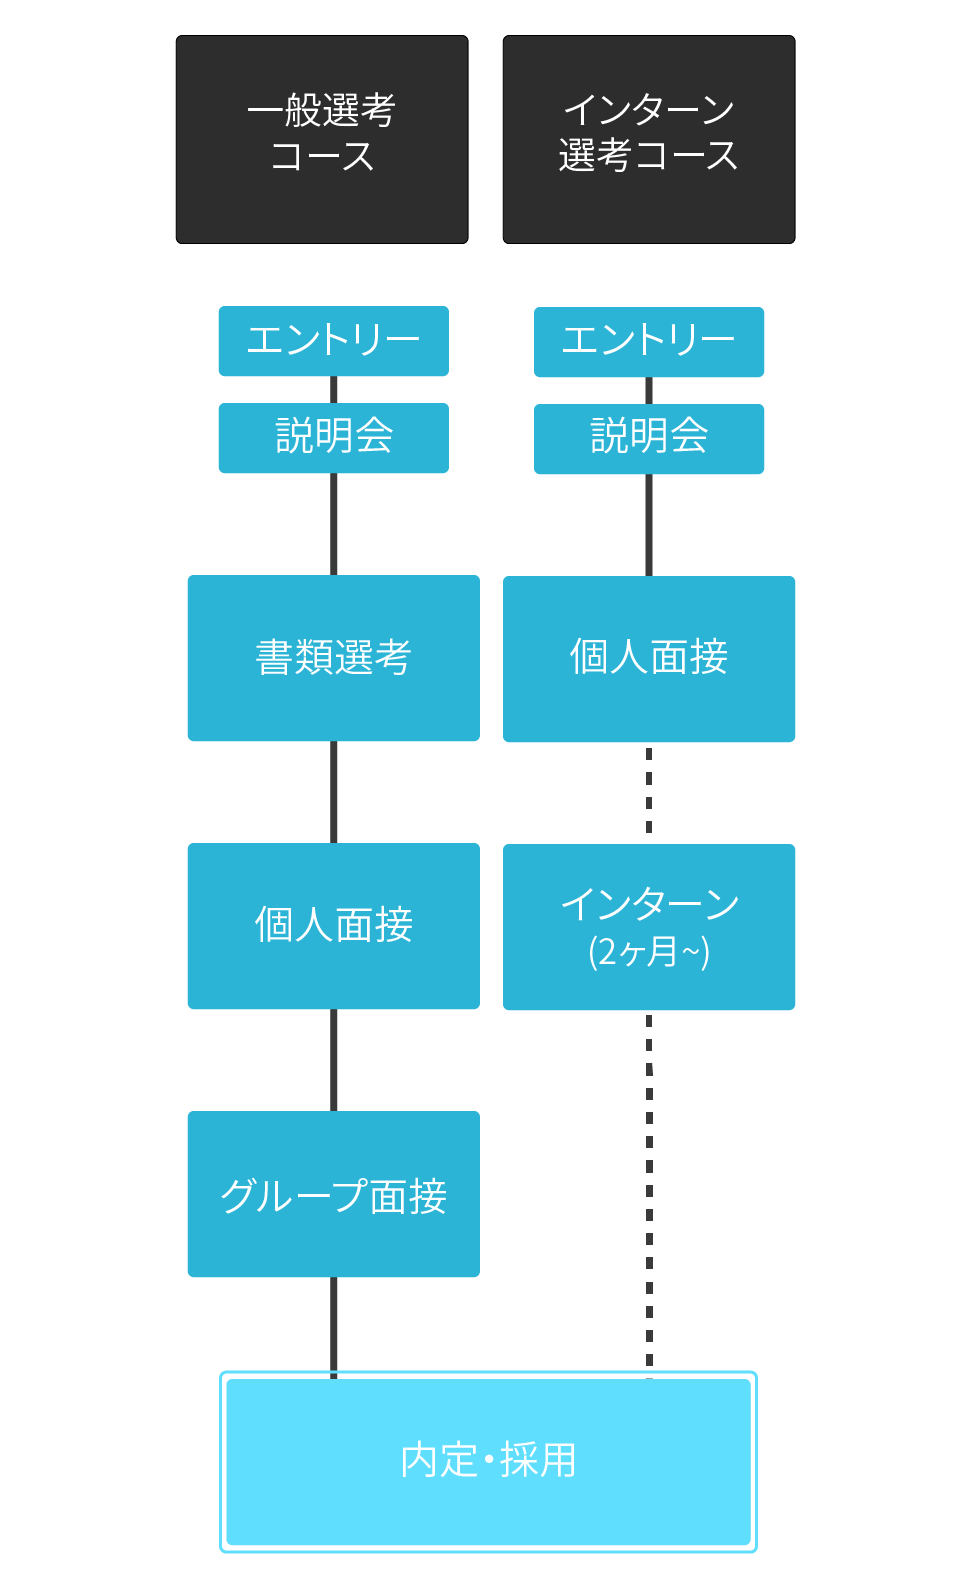 一般選考
コース
インターン
選考コース
エントリー
エントリー
説明会
説明会
書類選考
個人面接
個人面接
インターン
(2ヶ月~)
グループ面接
内定・採用